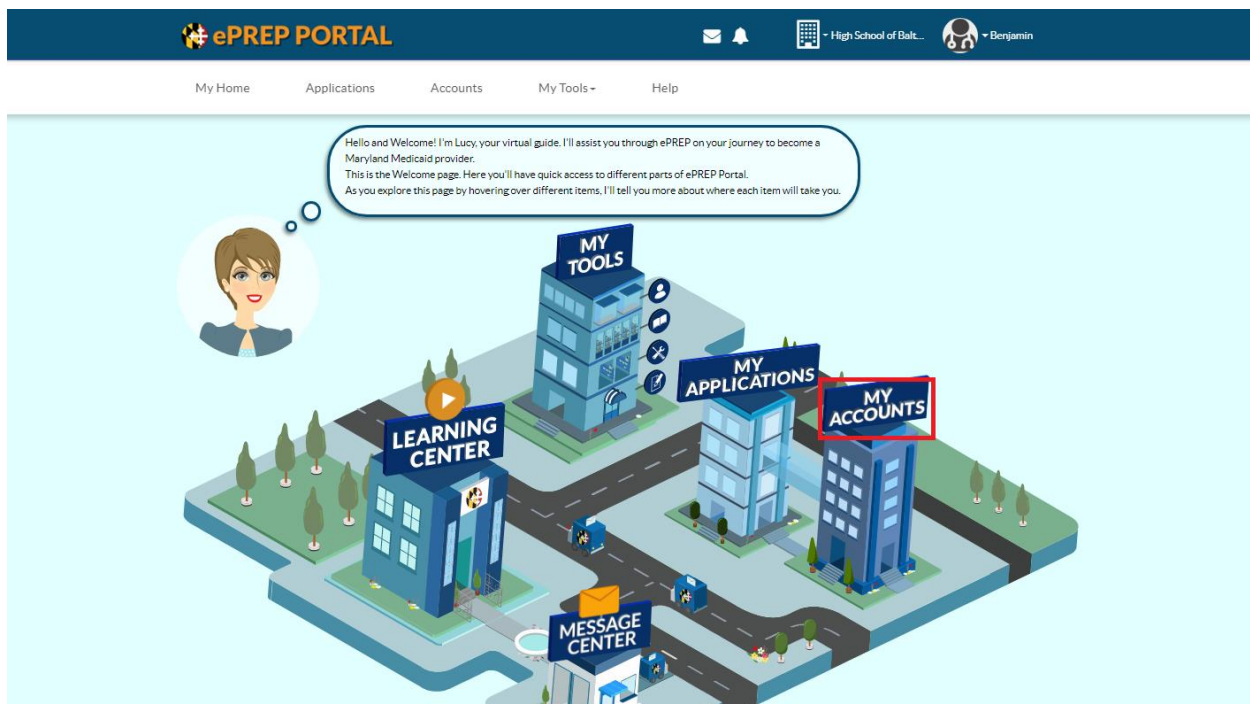 ePREP PORTAL
High School of Balt...
Benjamin
My Home
Applications
Accounts
My Tools
Help
Hello and Welcome! I'm Lucy, your virtual guide. I'll assist you through ePREP on your journey to become a
Maryland Medicaid provider.
This is the Welcome page. Here you'll have quick access to different parts of ePREP Portal.
As you explore this page by hovering over different items, I'll tell you more about where each item will take you.
MY
TOOLS
MY
APPLICATIONS
MY
ACCOUNTS
LEARNING
CENTER
MESSAGE
CENTER